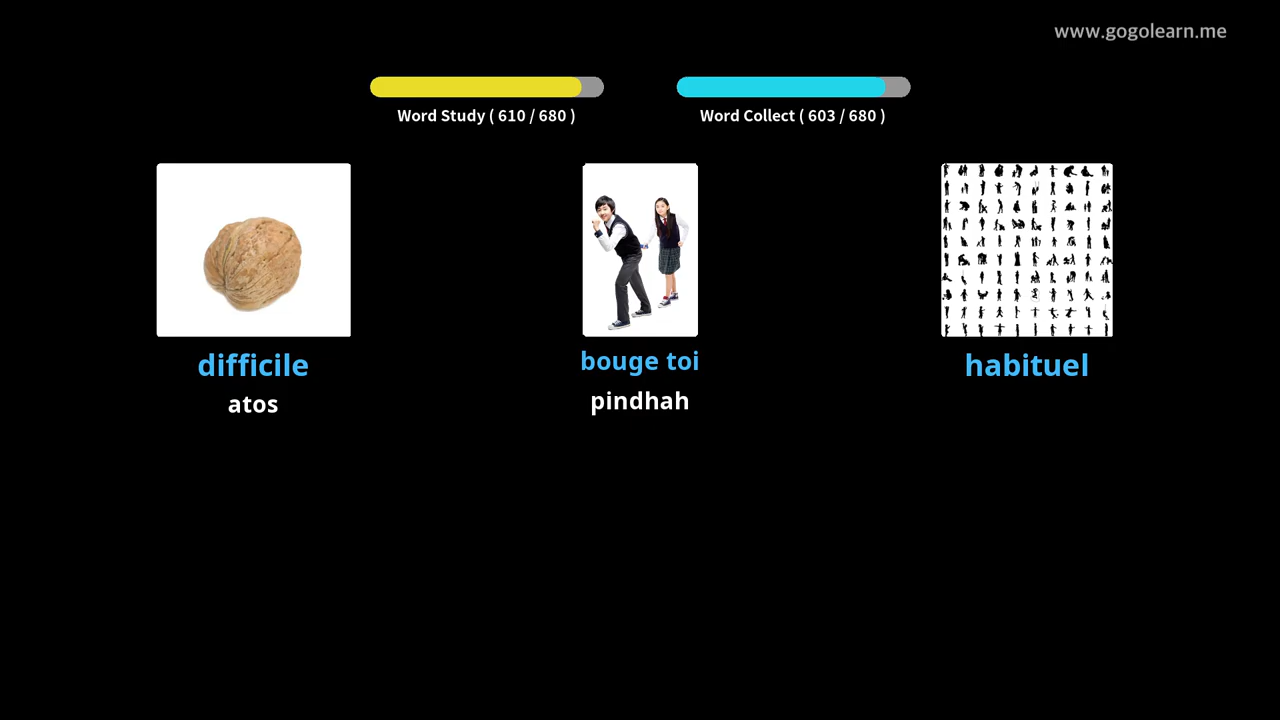 www.gogolearn.me
Word Study ( 610 / 680 )
Word Collect ( 603 / 680 )
difficile
atos
bouge toi
pindhah
habituel